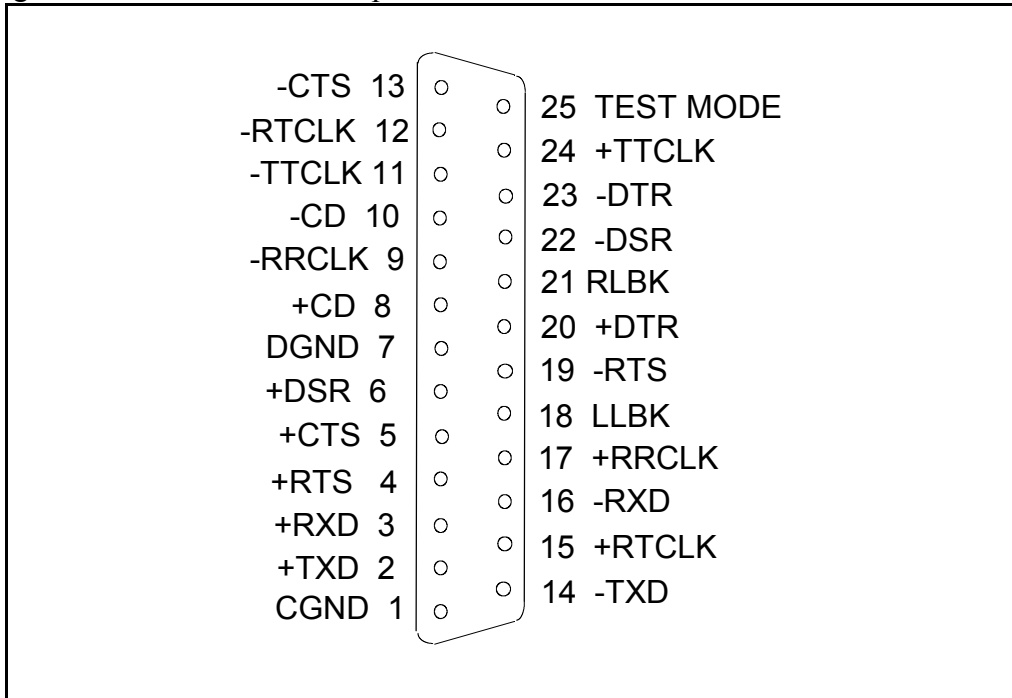 -CTS 13
-RTCLK 12
-TTCLK 11
-CD 10
-RRCLK 9
+CD 8
DGND 7
+DSR 6
+CTS 5
+RTS 4
+RXD 3
+TXD 2
CGND 1
25 TEST MODE
24 +TTCLK
23 -DTR
22 -DSR
21 RLBK
20 +DTR
19 -RTS
18 LLBK
17 +RRCLK
16 -RXD
15 +RTCLK
14 -TXD